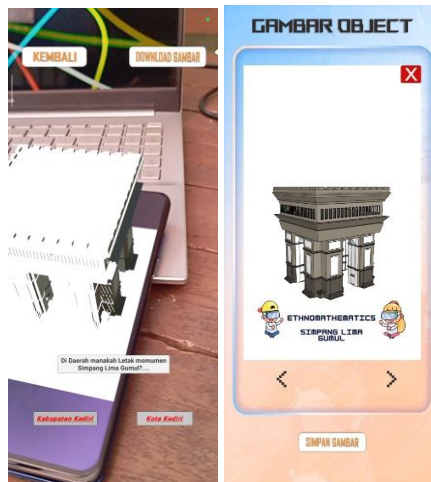 KEMBALI
DOWNLOAD GAMBAR
Di Daerah manakah Letak momumen
Simpang Lima Gumul?....
Kabupaten Kediri
Kota Kediri
GAMBAR OBJECT
X
ETHNOMATHEMATICS
SIMPANG LIMA
GUMUL
SIMPAN GAMBAR